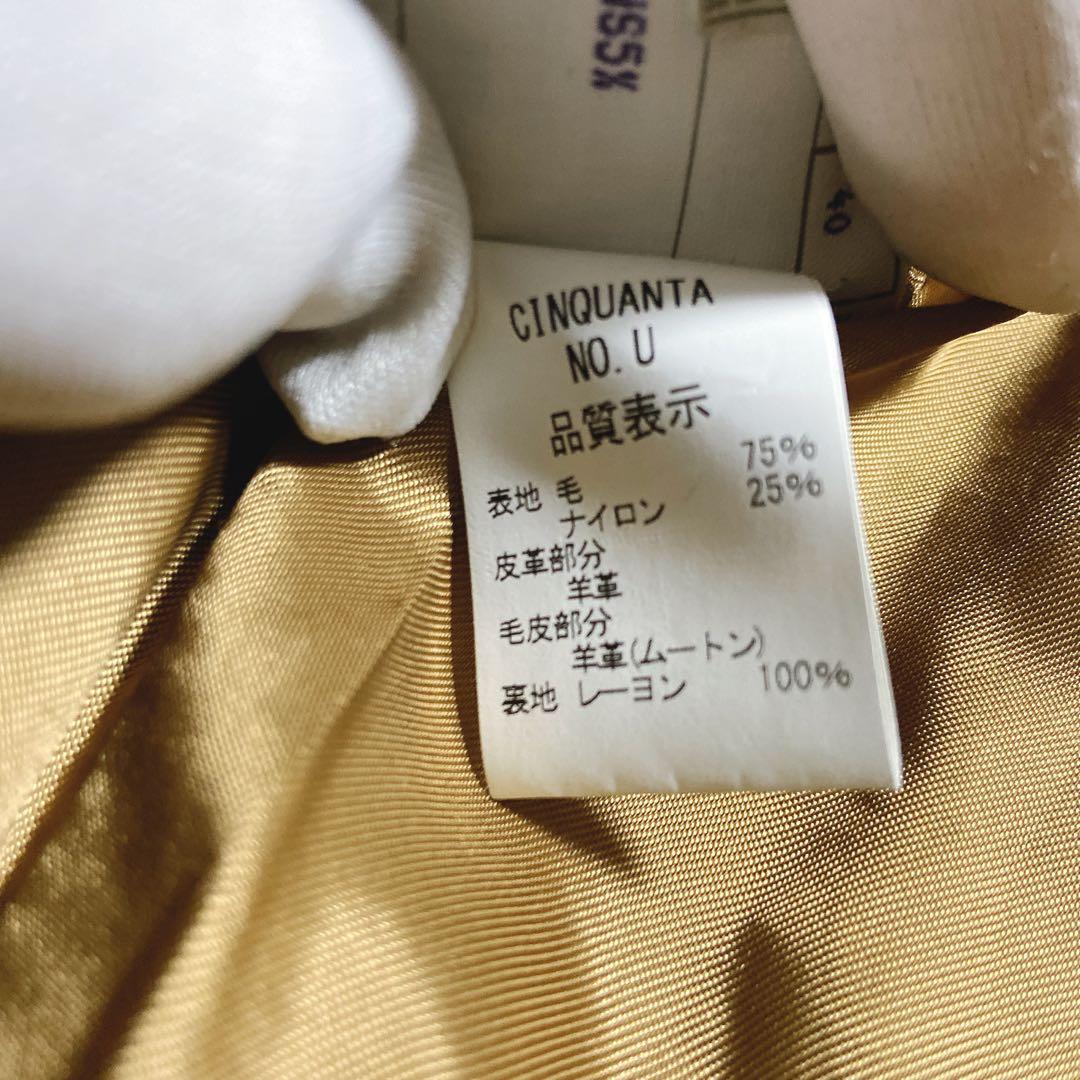 NS5%
40
CINQUANTA
NO.U
品質表示
表地 毛 75%
ナイロン 25%
皮革部分
羊革
毛皮部分
羊革(ムートン)
裏地 レーヨン 100%